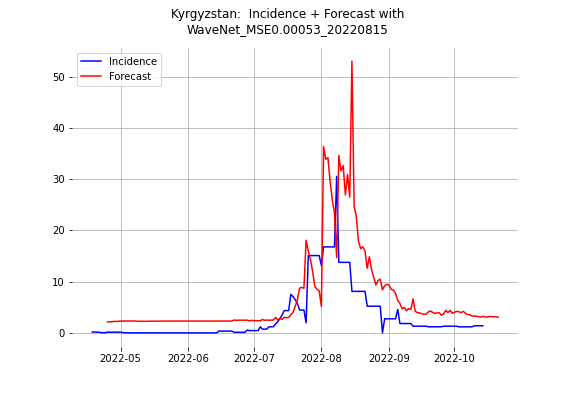 Kyrgyzstan:  Incidence + Forecast with
WaveNet_MSE0.00053_20220815
Incidence
Forecast
50
40
30
20
10
0
2022-05 2022-06 2022-07 2022-08 2022-09 2022-10